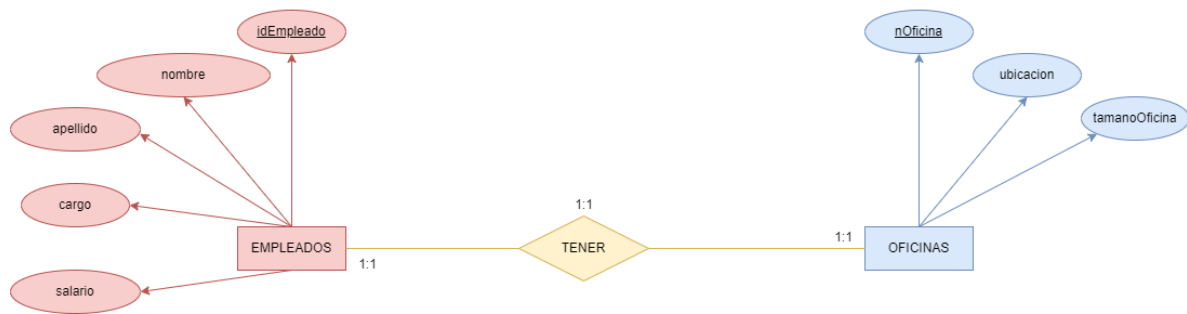 idEmpleado
nOficina
nombre
ubicacion
apellido
tamanoOficina
cargo
1:1
EMPLEADOS
TENER
OFICINAS
1:1
1:1
salario